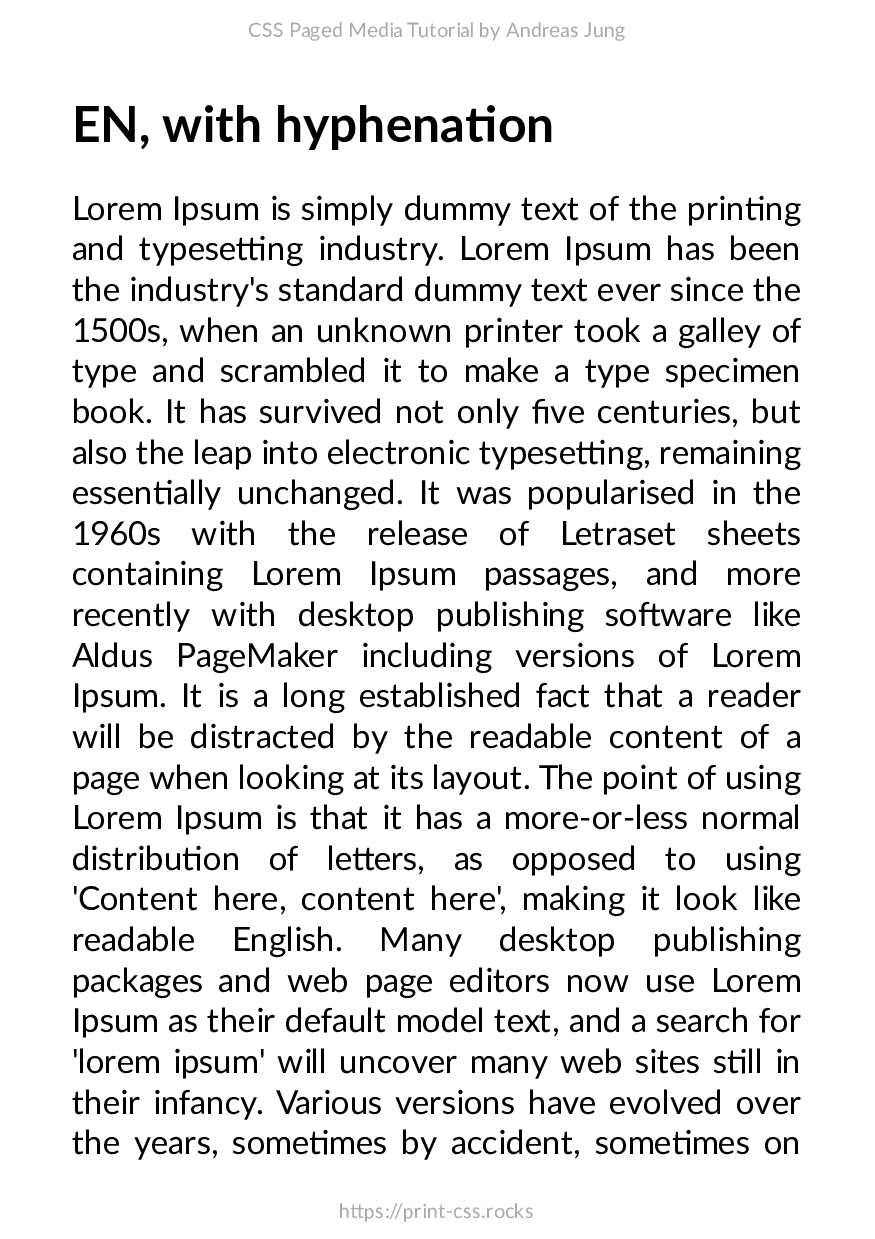 CSS Paged Media Tutorial by Andreas Jung
EN, with hyphenation
Lorem Ipsum is simply dummy text of the printing
and typesetting industry. Lorem Ipsum has been
the industry's standard dummy text ever since the
1500s, when an unknown printer took a galley of
type and scrambled it to make a type specimen
book. It has survived not only five centuries, but
also the leap into electronic typesetting, remaining
essentially unchanged. It was popularised in the
1960s with the release of Letraset sheets
containing Lorem Ipsum passages, and more
recently with desktop publishing software like
Aldus PageMaker including versions of Lorem
Ipsum. It is a long established fact that a reader
will be distracted by the readable content of a
page when looking at its layout. The point of using
Lorem Ipsum is that it has a more-or-less normal
distribution of letters, as opposed to using
'Content here, content here', making it look like
readable English. Many desktop publishing
packages and web page editors now use Lorem
Ipsum as their default model text, and a search for
'lorem ipsum' will uncover many web sites still in
their infancy. Various versions have evolved over
the years, sometimes by accident, sometimes on
https://print-css.rocks